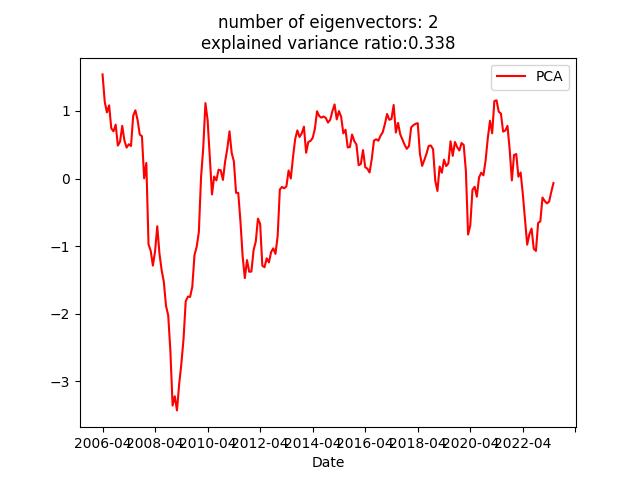 number of eigenvectors: 2
explained variance ratio:0.338
PCA
1
0
−1
−2
−3
2006-04 2008-04 2010-04 2012-04 2014-04 2016-04 2018-04 2020-04 2022-04
Date